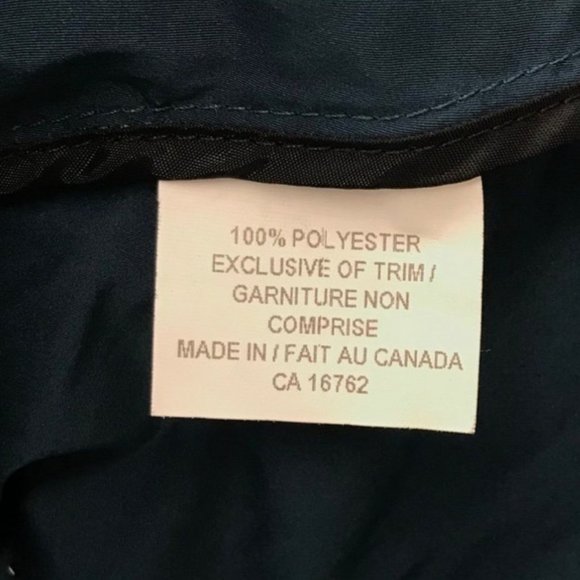 100% POLYESTER
EXCLUSIVE OF TRIM /
GARNITURE NON
COMPRISE
MADE IN / FAIT AU CANADA
CA 16762